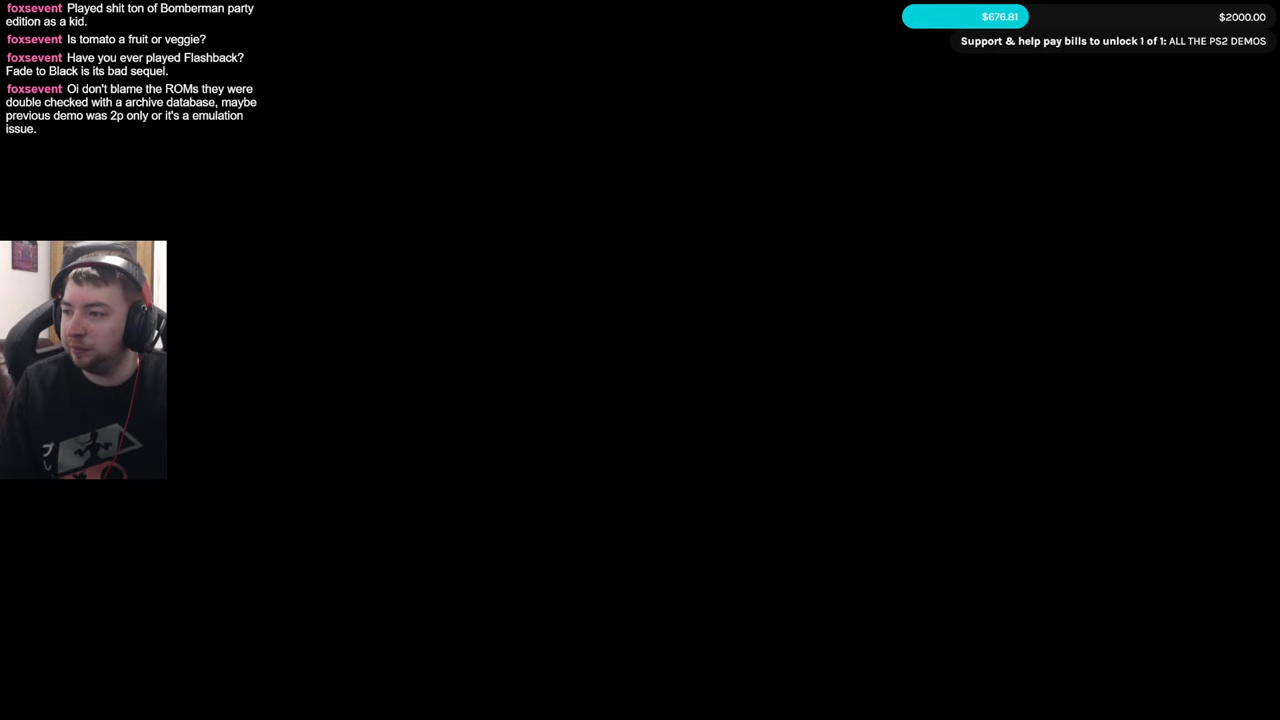 foxsevent Played shit ton of Bomberman party
edition as a kid.
foxsevent Is tomato a fruit or veggie?
foxsevent Have you ever played Flashback?
Fade to Black is its bad sequel.
foxsevent Oi don't blame the ROMs they were
double checked with a archive database, maybe
previous demo was 2p only or it's a emulation
issue.
$676.81
$2000.00
Support & help pay bills to unlock 1 of 1: ALL THE PS2 DEMOS
プ